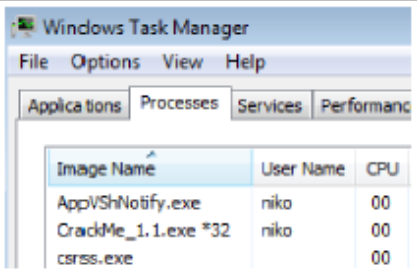 Windows Task Manager
File Options View Help
Applications Processes Services Performanc
Image Name User Name CPU
AppVShNotify.exe niko 00
CrackMe_1.1.exe *32 niko 00
csrss.exe 00